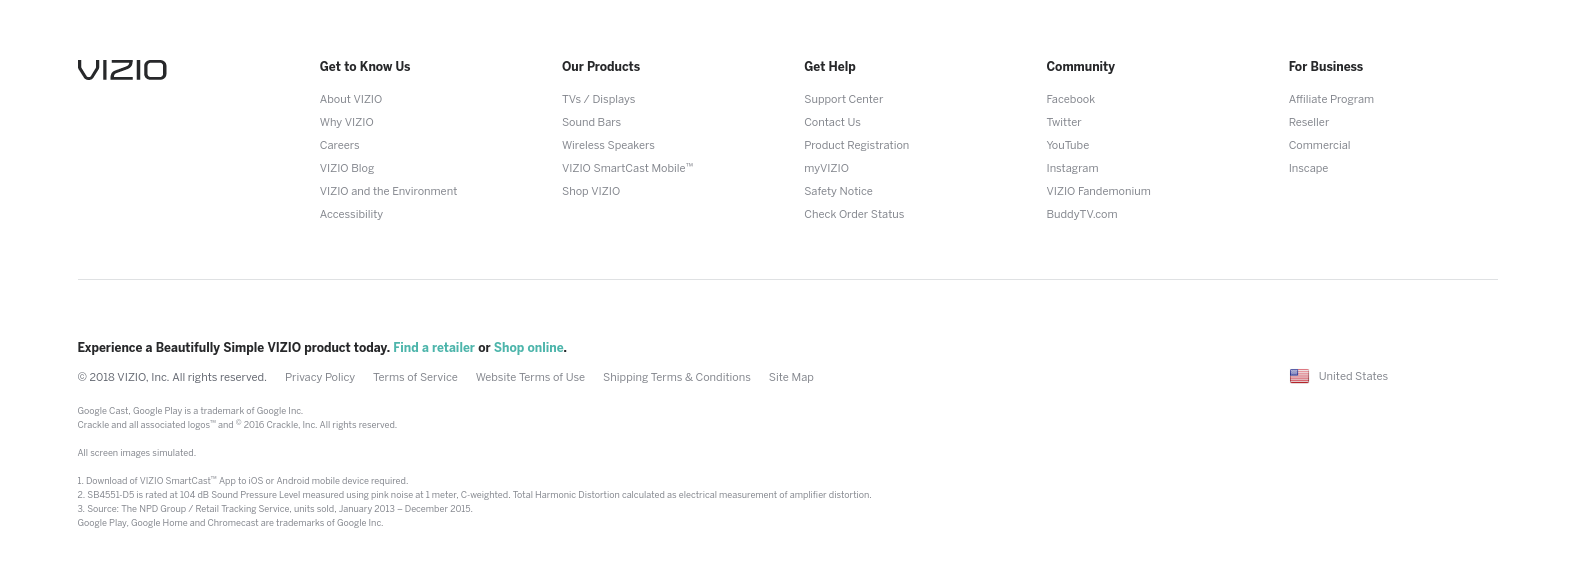 VIZIO
Get to Know Us
About VIZIO
Why VIZIO
Careers
VIZIO Blog
VIZIO and the Environment
Accessibility
Our Products
TVs / Displays
Sound Bars
Wireless Speakers
VIZIO SmartCast Mobile™
Shop VIZIO
Get Help
Support Center
Contact Us
Product Registration
myVIZIO
Safety Notice
Check Order Status
Community
Facebook
Twitter
YouTube
Instagram
VIZIO Fandemonium
BuddyTV.com
For Business
Affiliate Program
Reseller
Commercial
Inscape
Experience a Beautifully Simple VIZIO product today. Find a retailer or Shop online.
© 2018 VIZIO, Inc. All rights reserved. Privacy Policy Terms of Service Website Terms of Use Shipping Terms & Conditions Site Map
United States
Google Cast, Google Play is a trademark of Google Inc.
Crackle and all associated logos™ and © 2016 Crackle, Inc. All rights reserved.
All screen images simulated.
1. Download of VIZIO SmartCast™ App to iOS or Android mobile device required.
2. SB4551-D5 is rated at 104 dB Sound Pressure Level measured using pink noise at 1 meter, C-weighted. Total Harmonic Distortion calculated as electrical measurement of amplifier distortion.
3. Source: The NPD Group / Retail Tracking Service, units sold, January 2013 – December 2015.
Google Play, Google Home and Chromecast are trademarks of Google Inc.